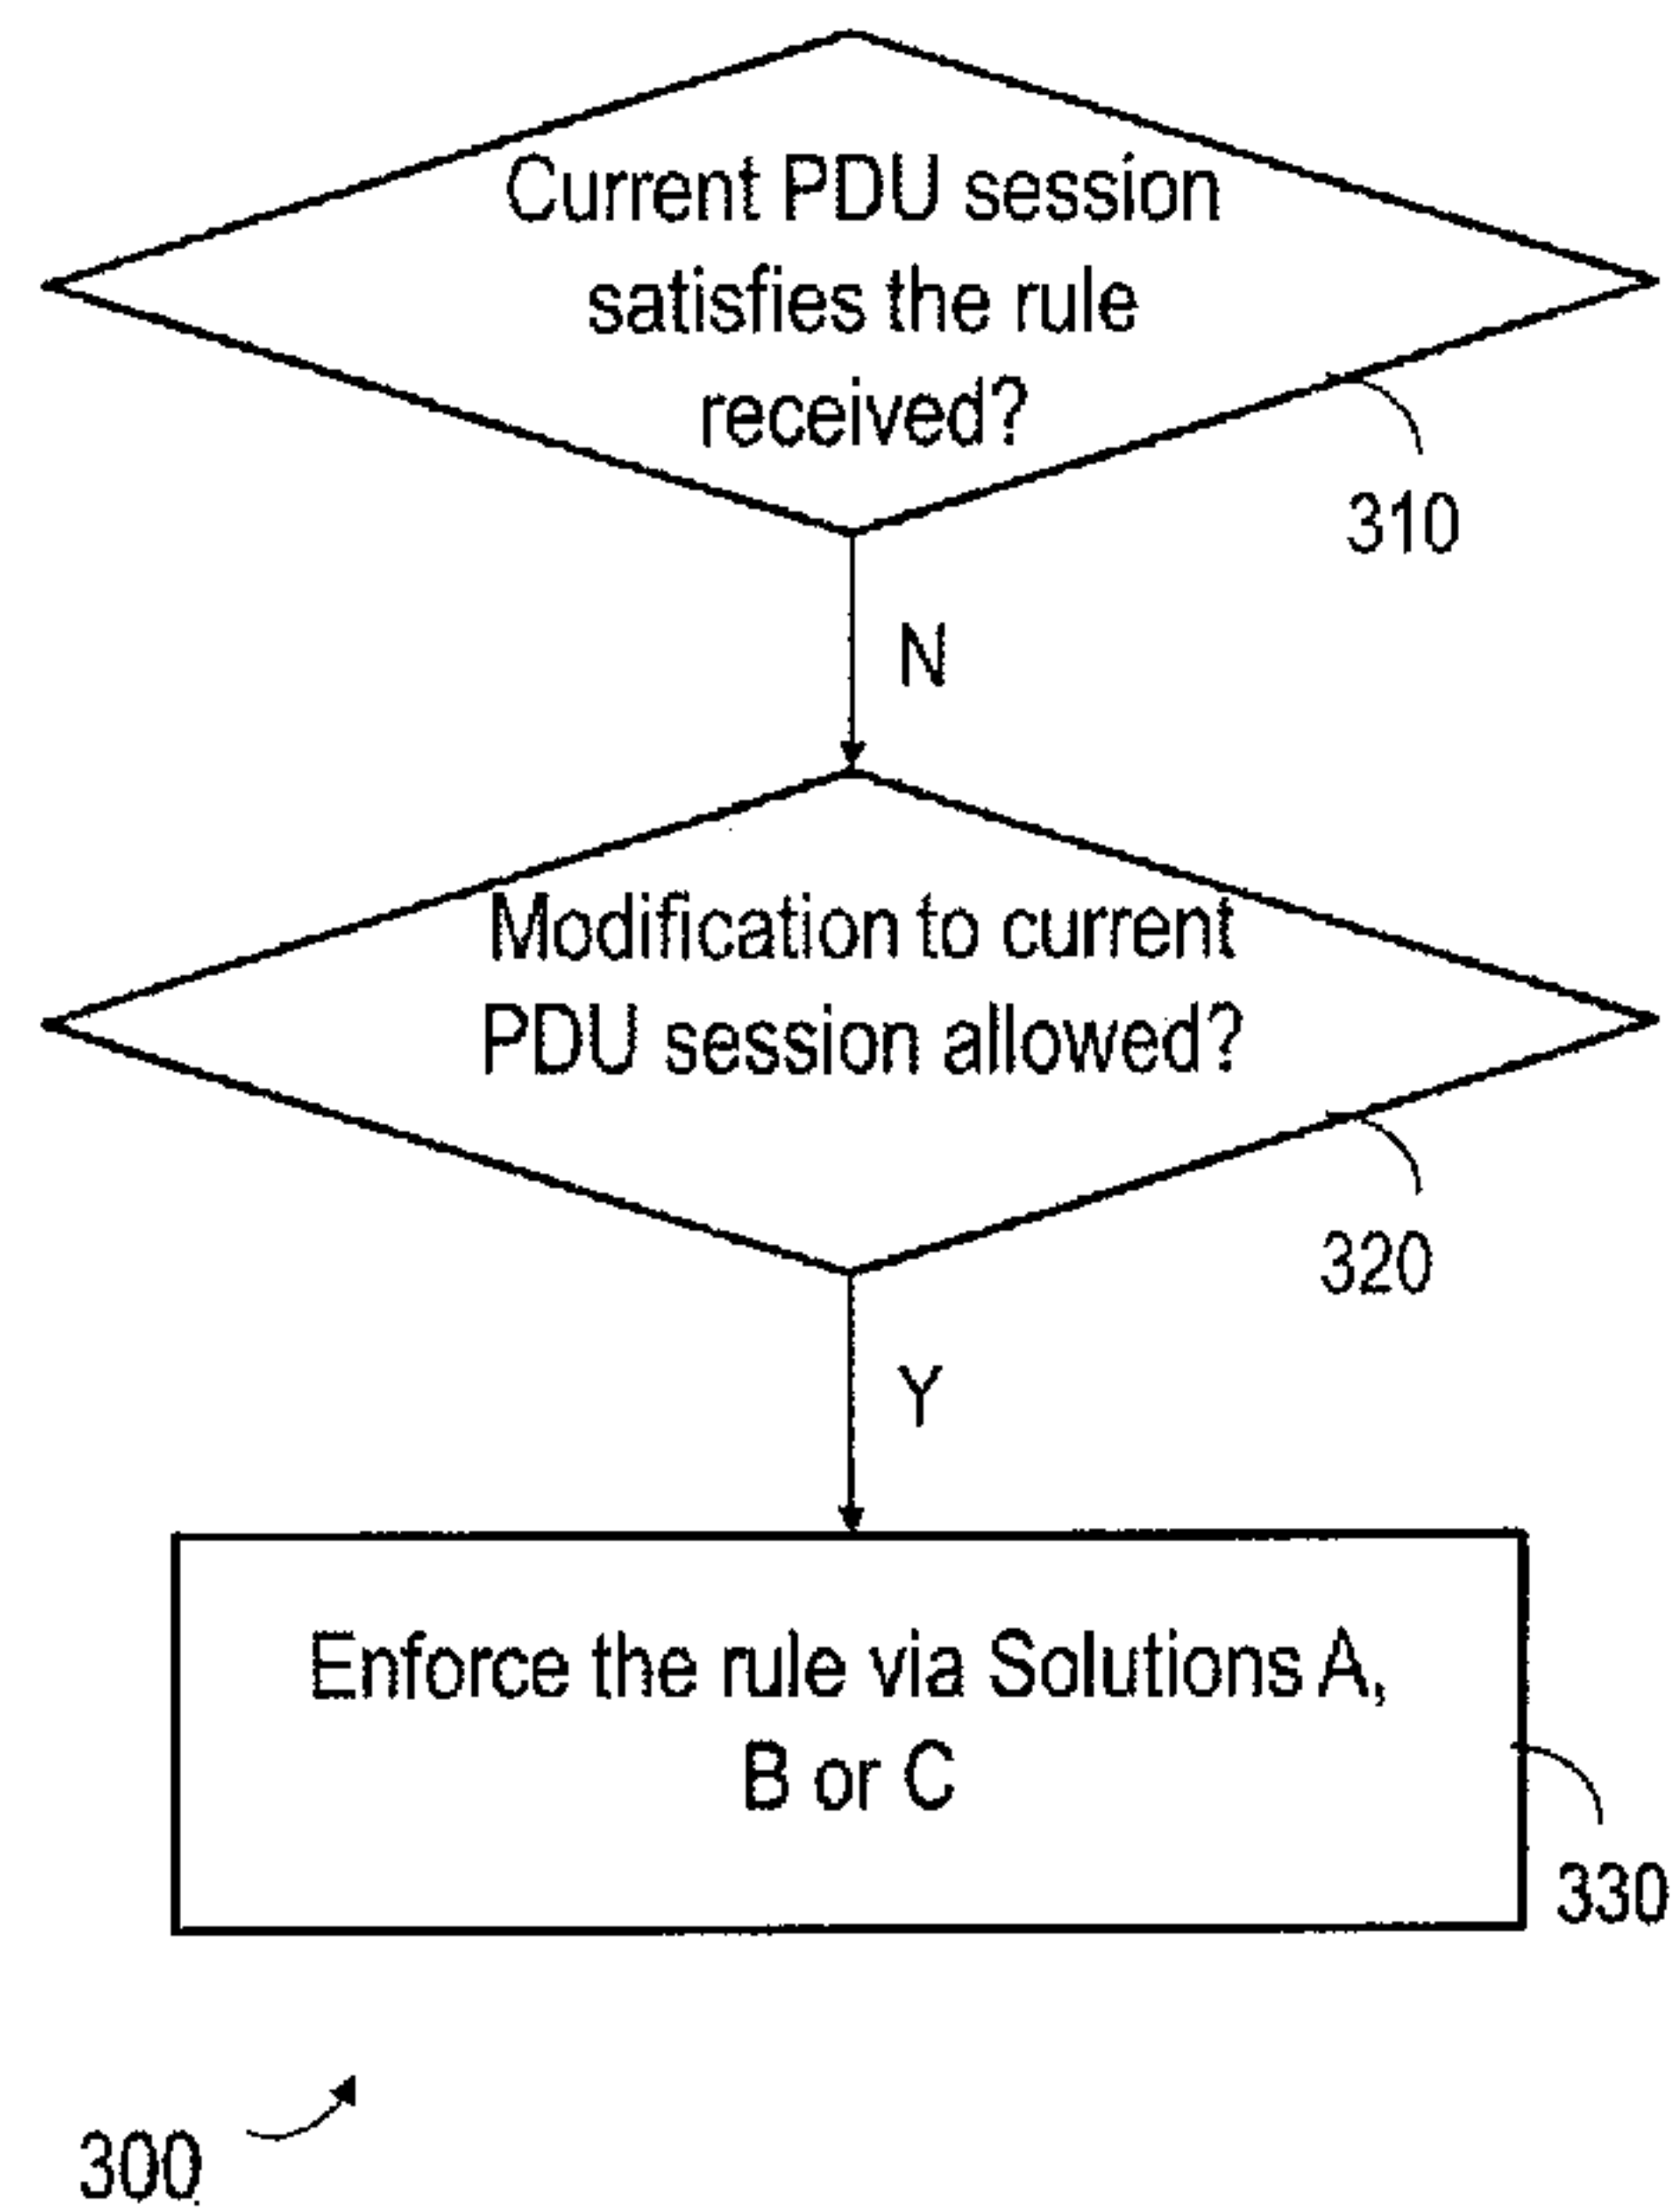 Current PDU session
satisfies the rule
received?
310
N
Modification to current
PDU session allowed?
320
Y
Enforce the rule via Solutions A,
B or C
330
300